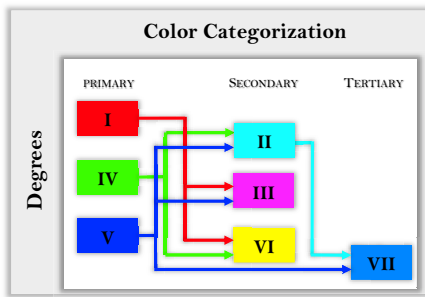 Color Categorization
Degrees
PRIMARY SECONDARY TERTIARY
I
II
IV
III
V
VI
VII